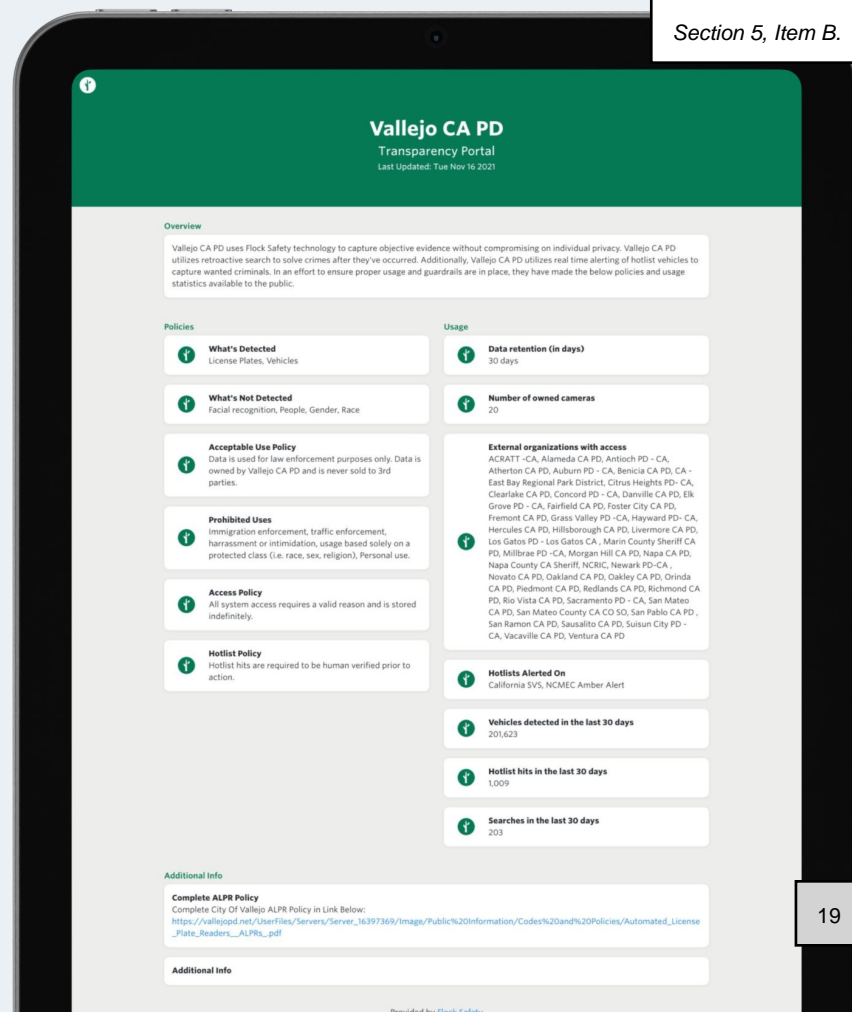 Section 5, Item B.
Vallejo CA PD
Transparency Portal
Last Updated: Tue Nov 16 2021
Overview
Vallejo CA PD uses Flock Safety technology to capture objective evidence without compromising on individual privacy. Vallejo CA PD
utilizes retroactive search to solve crimes after they've occurred. Additionally, Vallejo CA PD utilizes real time alerting of hotlist vehicles to
capture wanted criminals. In an effort to ensure proper usage and guardrails are in place, they have made the below policies and usage
statistics available to the public.
Policies
What's Detected
License Plates, Vehicles
What's Not Detected
Facial recognition, People, Gender, Race
Acceptable Use Policy
Data is used for law enforcement purposes only. Data is
owned by Vallejo CA PD and is never sold to 3rd
parties.
Prohibited Uses
Immigration enforcement, traffic enforcement,
harrassment or intimidation, usage based solely on a
protected class (i.e. race, sex, religion), Personal use.
Access Policy
All system access requires a valid reason and is stored
indefinitely.
Hotlist Policy
Hotlist hits are required to be human verified prior to
action.
Usage
Data retention (in days)
30 days
Number of owned cameras
20
External organizations with access
ACRATT -CA, Alameda CA PD, Antioch PD - CA,
Atherton CA PD, Auburn PD - CA, Benicia CA PD, CA -
East Bay Regional Park District, Citrus Heights PD- CA,
Clearlake CA PD, Concord PD - CA, Danville CA PD, Elk
Grove PD - CA, Fairfield CA PD, Foster City CA PD,
Fremont CA PD, Grass Valley PD -CA, Hayward PD- CA,
Hercules CA PD, Hillsborough CA PD, Livermore CA PD,
Los Gatos PD - Los Gatos CA , Marin County Sheriff CA
PD, Millbrae PD -CA, Morgan Hill CA PD, Napa CA PD,
Napa County CA Sheriff, NCRIC, Newark PD-CA ,
Novato CA PD, Oakland CA PD, Oakley CA PD, Orinda
CA PD, Piedmont CA PD, Redlands CA PD, Richmond CA
PD, Rio Vista CA PD, Sacramento PD - CA, San Mateo
CA PD, San Mateo County CA CO SO, San Pablo CA PD ,
San Ramon CA PD, Sausalito CA PD, Suisun City PD -
CA, Vacaville CA PD, Ventura CA PD
Hotlists Alerted On
California SVS, NCMEC Amber Alert
Vehicles detected in the last 30 days
201,623
Hotlist hits in the last 30 days
1,009
Searches in the last 30 days
203
Additional Info
Complete ALPR Policy
Complete City Of Vallejo ALPR Policy in Link Below:
https://vallejopd.net/UserFiles/Servers/Server_16397369/Image/Public%20Information/Codes%20and%20Policies/Automated_License
_Plate_Readers__ALPRs_.pdf
Additional Info
Provided by Flock Safety
19